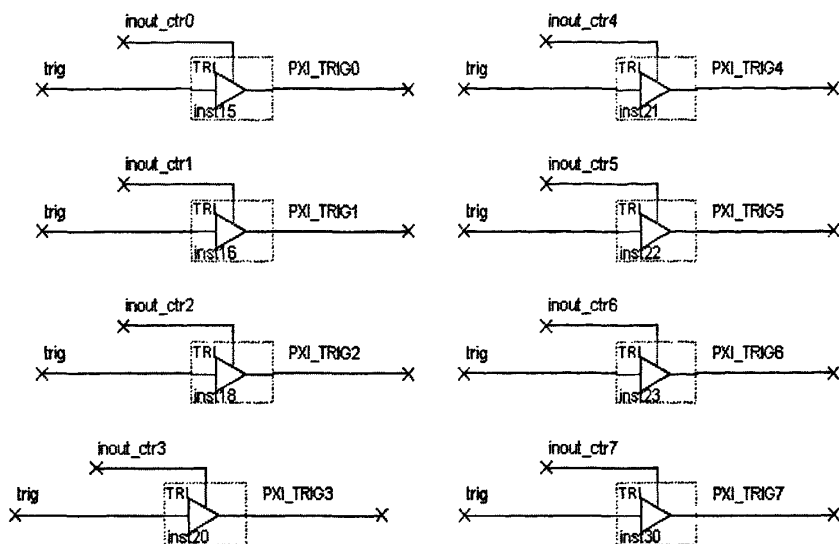 inout_ctr0
trig
TRI
PXI_TRIG0
inst15
inout_ctr4
trig
TRI
PXI_TRIG4
inst21
inout_ctr1
trig
TRI
PXI_TRIG1
inst16
inout_ctr5
trig
TRI
PXI_TRIG5
inst22
inout_ctr2
trig
TRI
PXI_TRIG2
inst18
inout_ctr6
trig
TRI
PXI_TRIG6
inst23
inout_ctr3
trig
TRI
PXI_TRIG3
inst20
inout_ctr7
trig
TRI
PXI_TRIG7
inst30